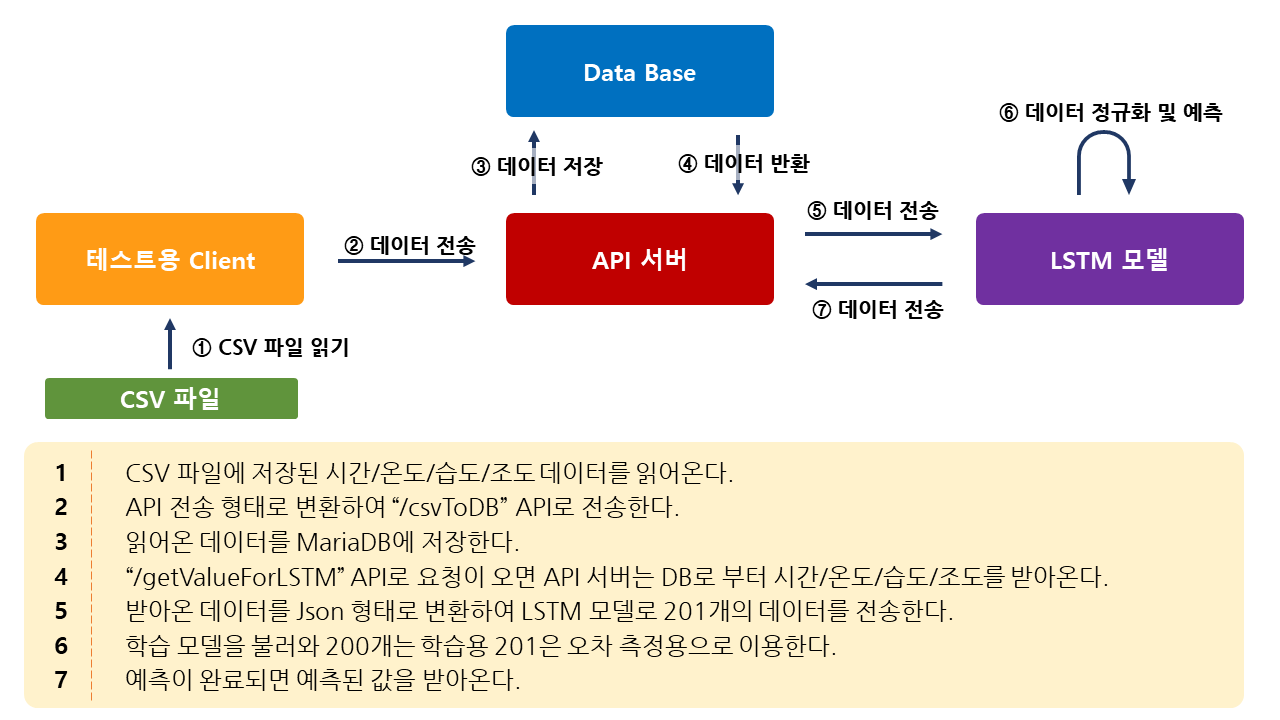 Data Base
⑥ 데이터 정규화 및 예측
③ 데이터 저장
④ 데이터 반환
⑤ 데이터 전송
테스트용 Client
② 데이터 전송
API 서버
LSTM 모델
⑦ 데이터 전송
① CSV 파일 읽기
CSV 파일
1 CSV 파일에 저장된 시간/온도/습도/조도 데이터를 읽어온다.
2 API 전송 형태로 변환하여 “/csvToDB” API로 전송한다.
3 읽어온 데이터를 MariaDB에 저장한다.
4 “/getValueForLSTM” API로 요청이 오면 API 서버는 DB로 부터 시간/온도/습도/조도를 받아온다.
5 받아온 데이터를 Json 형태로 변환하여 LSTM 모델로 201개의 데이터를 전송한다.
6 학습 모델을 불러와 200개는 학습용 201은 오차 측정용으로 이용한다.
7 예측이 완료되면 예측된 값을 받아온다.